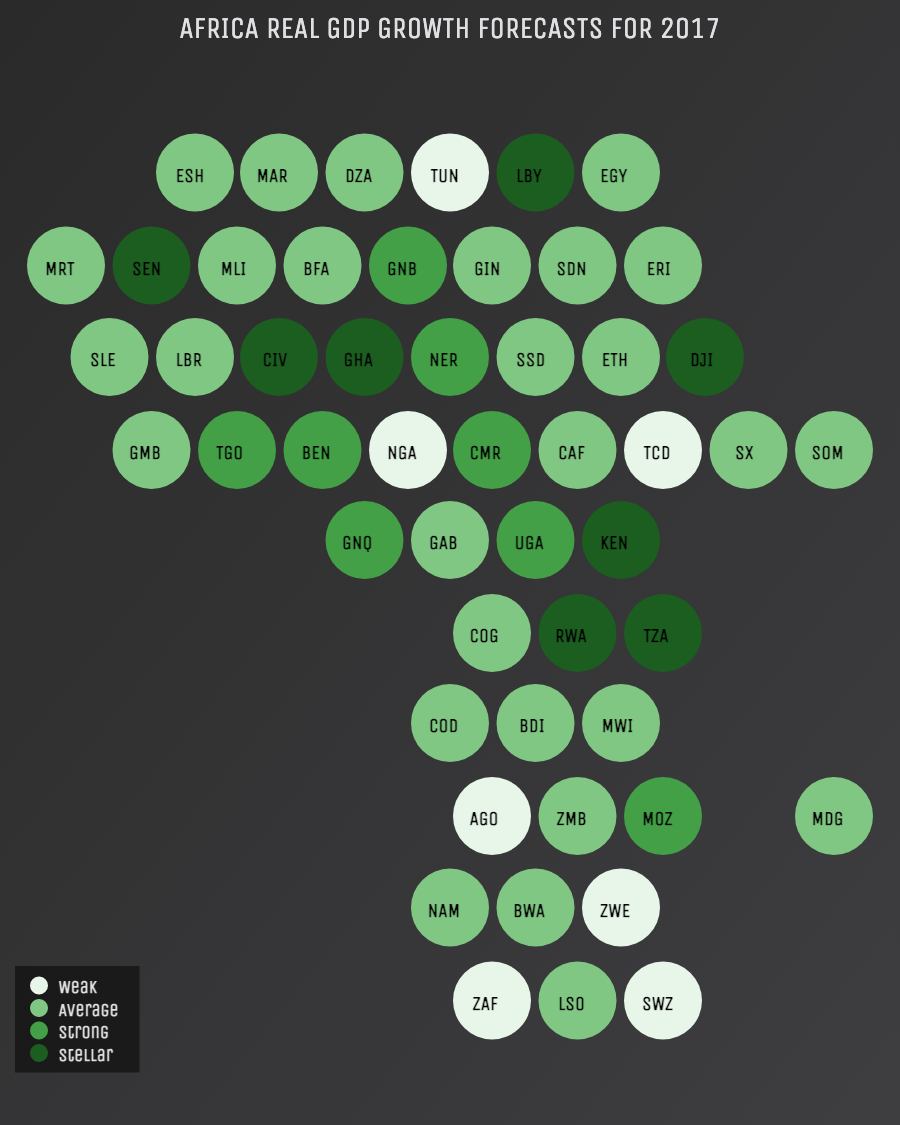 AFRICA REAL GDP GROWTH FORECASTS FOR 2017
ESH MAR DZA TUN LBY EGY
MRT SEN MLI BFA GNB GIN SDN ERI
SLE LBR CIV GHA NER SSD ETH DJI
GMB TGO BEN NGA CMR CAF TCD SX SOM
GNQ GAB UGA KEN
COG RWA TZA
COD BDI MWI
AGO ZMB MOZ MDG
NAM BWA ZWE
ZAF LSO SWZ
Weak
Average
Strong
Stellar